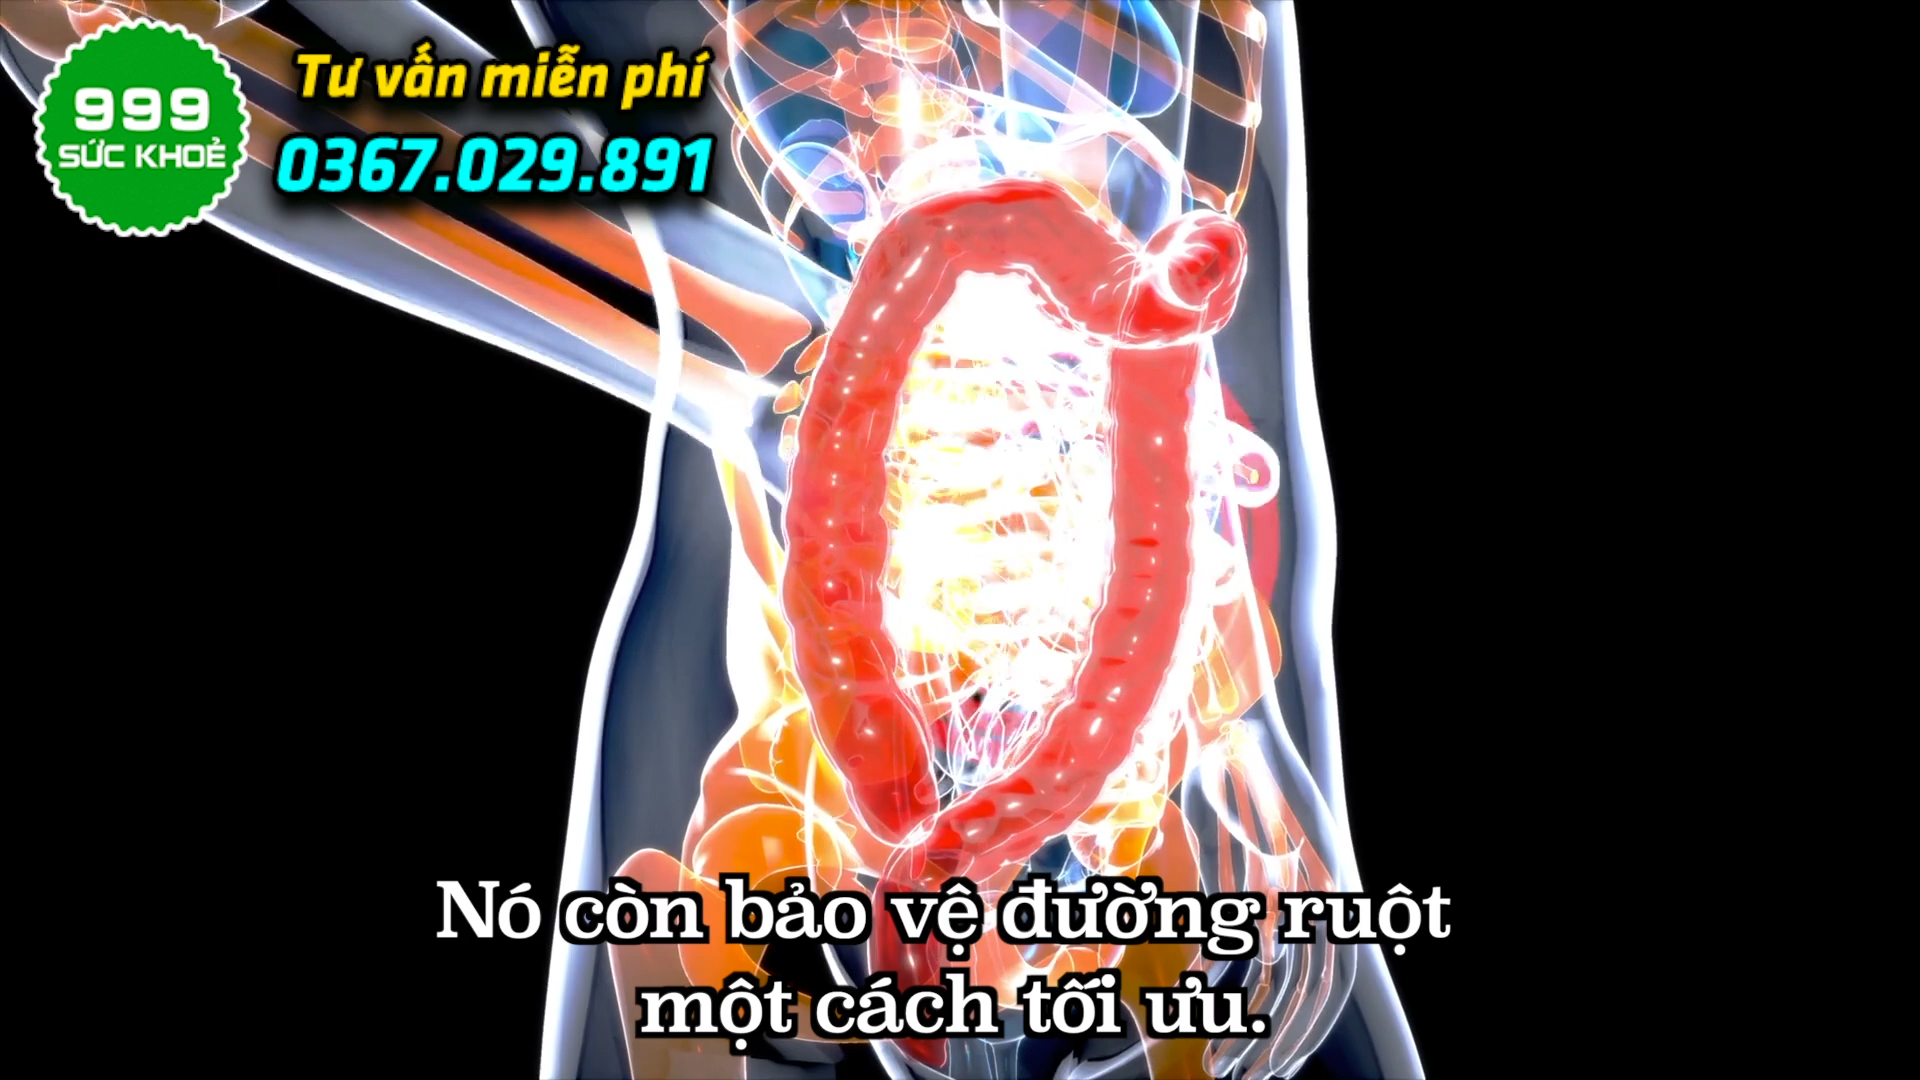 999
SỨC KHOẺ
Tư vấn miễn phí
0367.029.891
Nó còn bảo vệ đường ruột
một cách tối ưu.